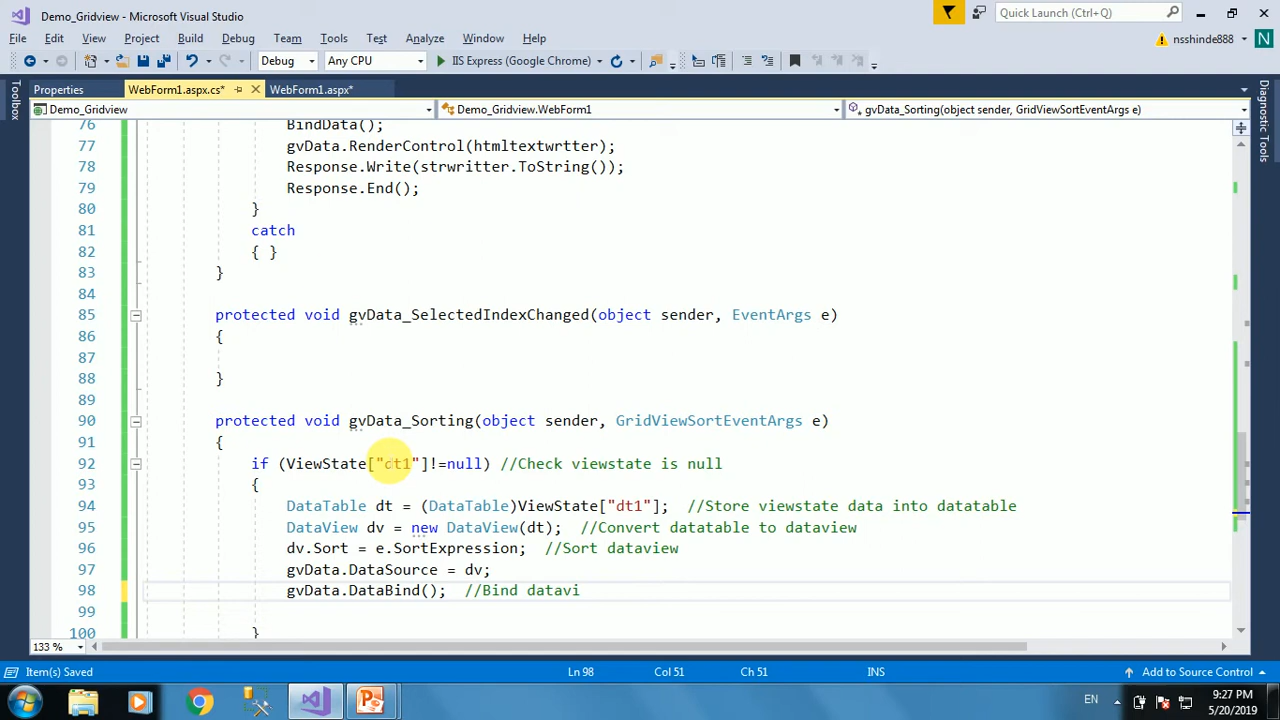 Demo_Gridview - Microsoft Visual Studio
Quick Launch (Ctrl+Q)
File Edit View Project Build Debug Team Tools Test Analyze Window Help
nsshinde888 N
Debug Any CPU IIS Express (Google Chrome)
Properties WebForm1.aspx.cs* WebForm1.aspx*
Demo_Gridview Demo_Gridview.WebForm1 gvData_Sorting(object sender, GridViewSortEventArgs e)
Toolbox
Diagnostic Tools
76 BindData();
77 gvData.RenderControl(htmltextwrtter);
78 Response.Write(strwritter.ToString());
79 Response.End();
80 }
81 catch
82 { }
83 }
84
85 protected void gvData_SelectedIndexChanged(object sender, EventArgs e)
86 {
87
88 }
89
90 protected void gvData_Sorting(object sender, GridViewSortEventArgs e)
91 {
92 if (ViewState["dt1"]!=null) //Check viewstate is null
93 {
94 DataTable dt = (DataTable)ViewState["dt1"]; //Store viewstate data into datatable
95 DataView dv = new DataView(dt); //Convert datatable to dataview
96 dv.Sort = e.SortExpression; //Sort dataview
97 gvData.DataSource = dv;
98 gvData.DataBind(); //Bind datavi
99
100 }
133 %
Item(s) Saved Ln 98 Col 51 Ch 51 INS Add to Source Control
EN 9:27 PM
5/20/2019